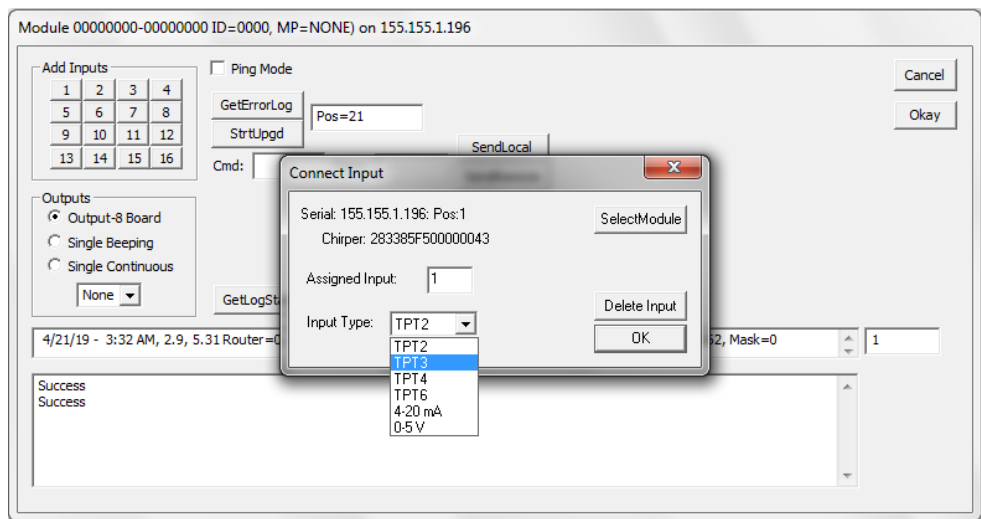 Module 00000000-00000000 ID=0000, MP=NONE) on 155.155.1.196
Add Inputs
1 2 3 4
5 6 7 8
9 10 11 12
13 14 15 16
Ping Mode
GetErrorLog
Pos=21
StrtUpgd
Cmd:
SendLocal
Cancel
Okay
Outputs
Output-8 Board
Single Beeping
Single Continuous
None
GetLogSta
4/21/19 - 3:32 AM, 2.9, 5.31 Router=
2, Mask=0
1
Success
Success
Connect Input
Serial: 155.155.1.196: Pos:1
Chirper: 283385F500000043
SelectModule
Assigned Input: 1
Input Type: TPT2
Delete Input
OK
TPT2
TPT3
TPT4
TPT6
4-20 mA
0-5 V